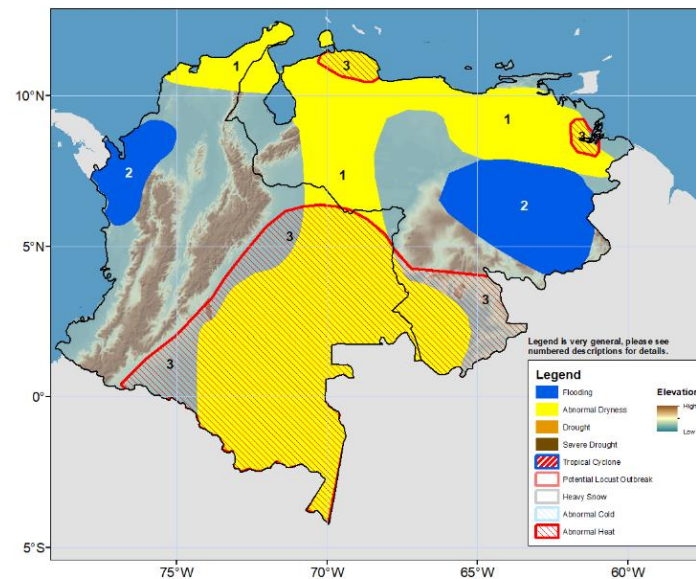 10°N
5°N
0°
5°S
75°W
70°W
65°W
60°W
1
3
1
3
2
1
2
3
3
3
Legend is very general, please see
numbered descriptions for details.
Legend
Flooding
Abnormal Dryness
Drought
Severe Drought
Tropical Cyclone
Potential Locust Outbreak
Heavy Snow
Abnormal Cold
Abnormal Heat
Elevation
High
Low